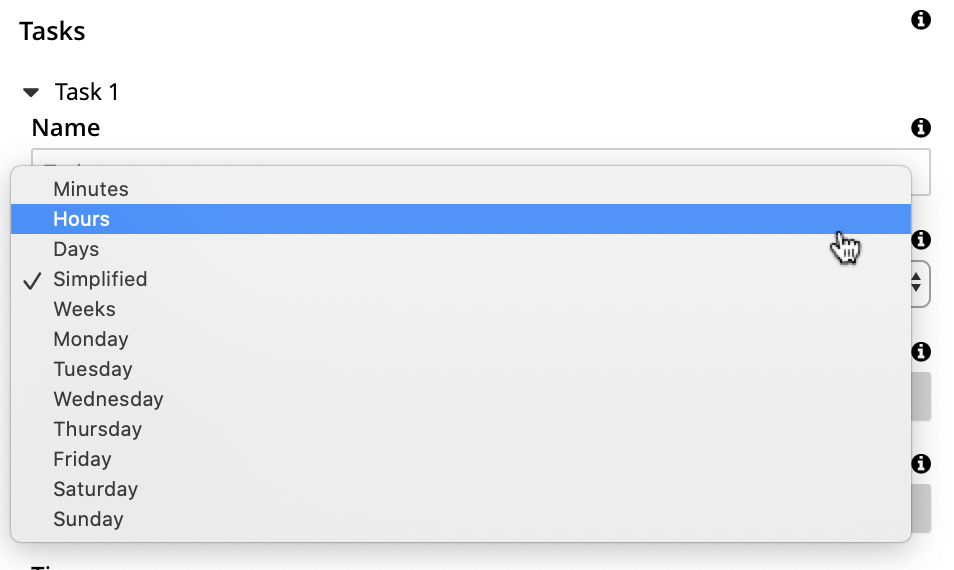 Tasks
Task 1
Name
Minutes
Hours
Days
Simplified
Weeks
Monday
Tuesday
Wednesday
Thursday
Friday
Saturday
Sunday